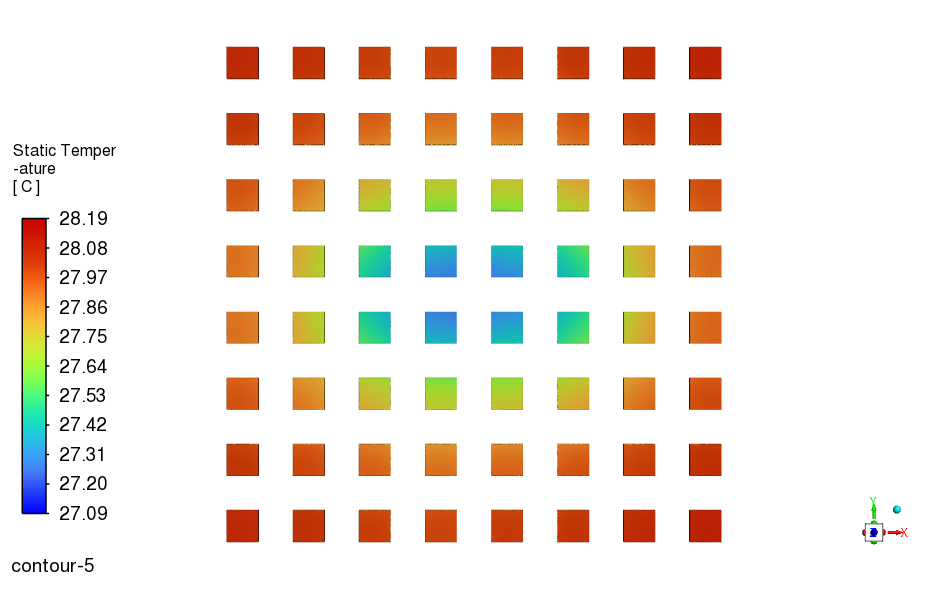 Static Temper
-ature
[ C ]
28.19
28.08
27.97
27.86
27.75
27.64
27.53
27.42
27.31
27.20
27.09
contour-5
Y
X